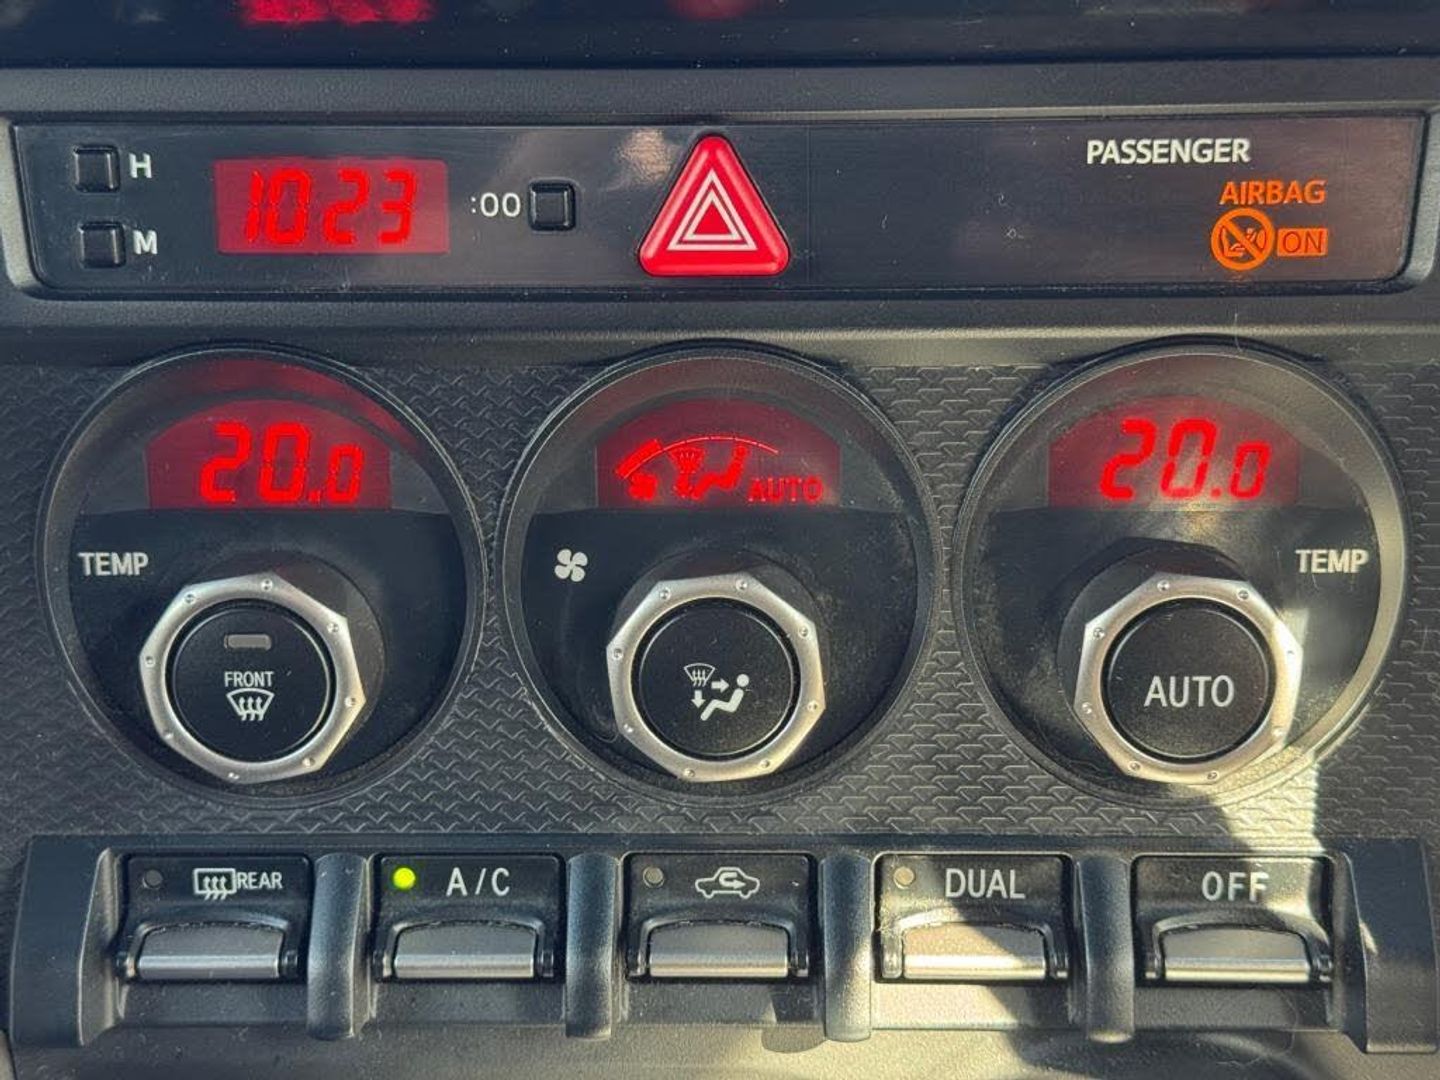 H
M
1023
:00
PASSENGER
AIRBAG
ON
20.0
AUTO
20.0
TEMP
TEMP
FRONT
AUTO
REAR
A/C
DUAL
OFF